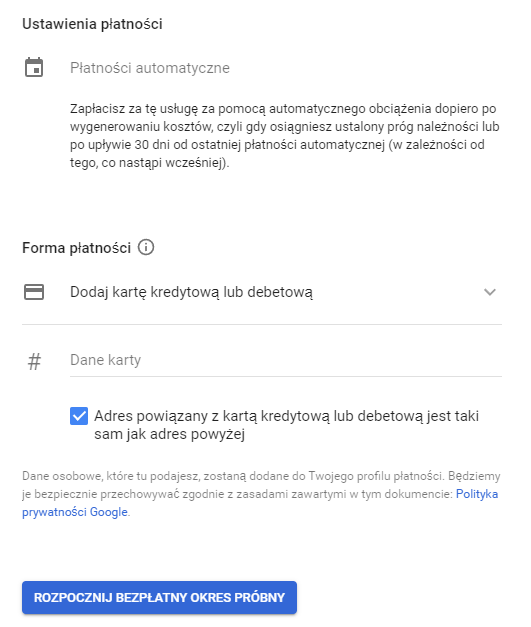 Ustawienia płatności
Płatności automatyczne
Zapłacisz za tę usługę za pomocą automatycznego obciążenia dopiero po
wygenerowaniu kosztów, czyli gdy osiągniesz ustalony próg należności lub
po upływie 30 dni od ostatniej płatności automatycznej (w zależności od
tego, co nastąpi wcześniej).
Forma płatności
Dodaj kartę kredytową lub debetową
# Dane karty
Adres powiązany z kartą kredytową lub debetową jest taki
sam jak adres powyżej
Dane osobowe, które tu podajesz, zostaną dodane do Twojego profilu płatności. Będziemy
je bezpiecznie przechowywać zgodnie z zasadami zawartymi w tym dokumencie: Polityka
prywatności Google.
ROZPOCZNIJ BEZPŁATNY OKRES PRÓBNY